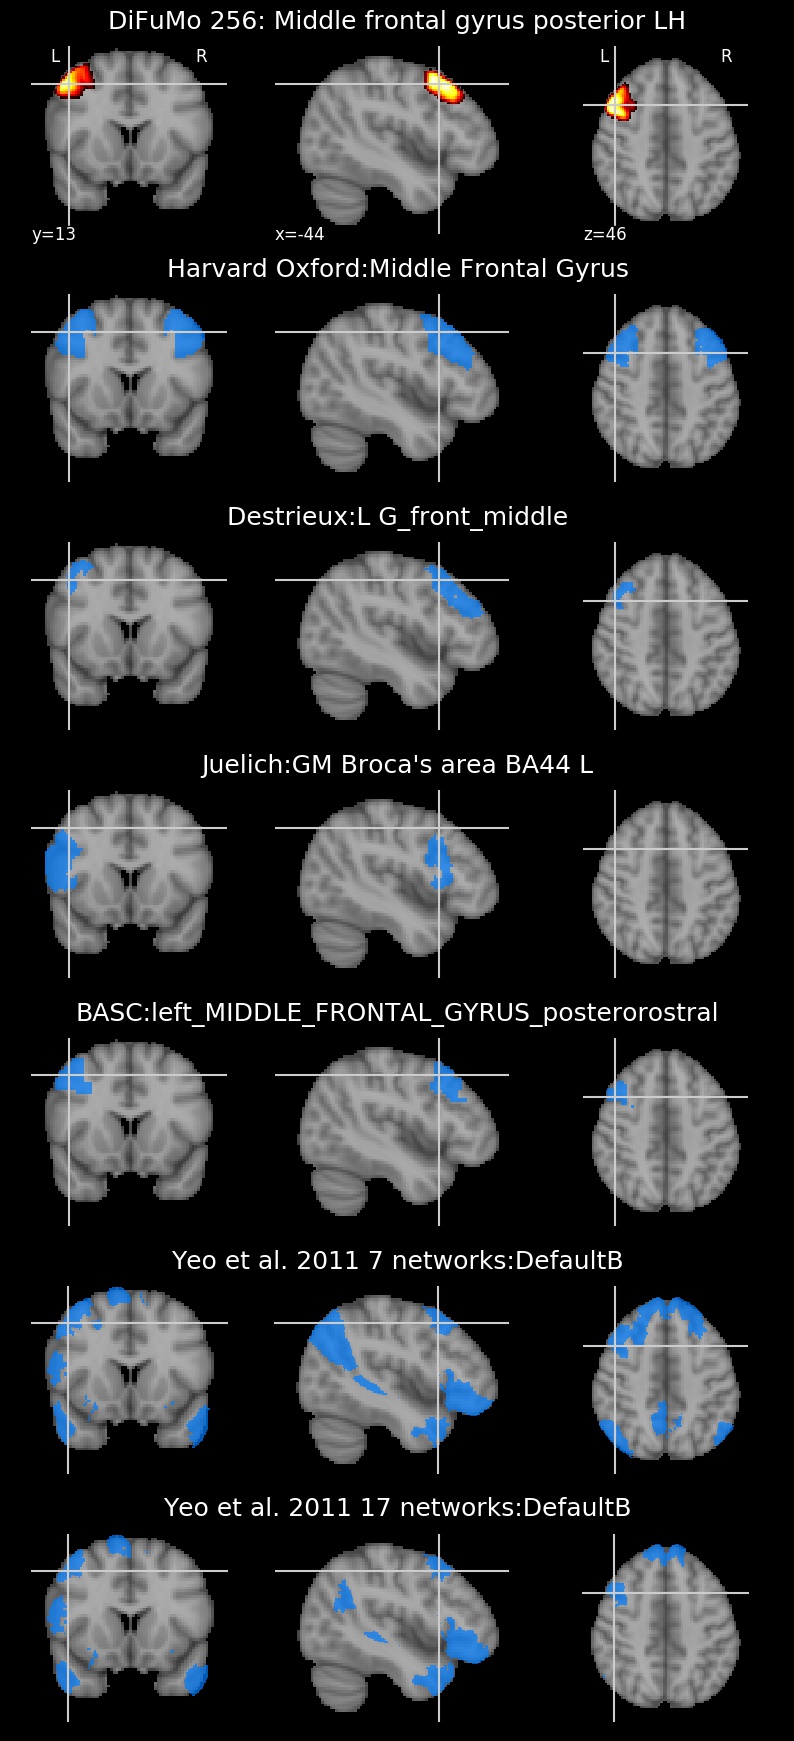 DiFuMo 256: Middle frontal gyrus posterior LH
L R L R
y=13 x=-44 z=46
Harvard Oxford:Middle Frontal Gyrus
Destrieux:L G_front_middle
Juelich:GM Broca's area BA44 L
BASC:left_MIDDLE_FRONTAL_GYRUS_posterorostral
Yeo et al. 2011 7 networks:DefaultB
Yeo et al. 2011 17 networks:DefaultB